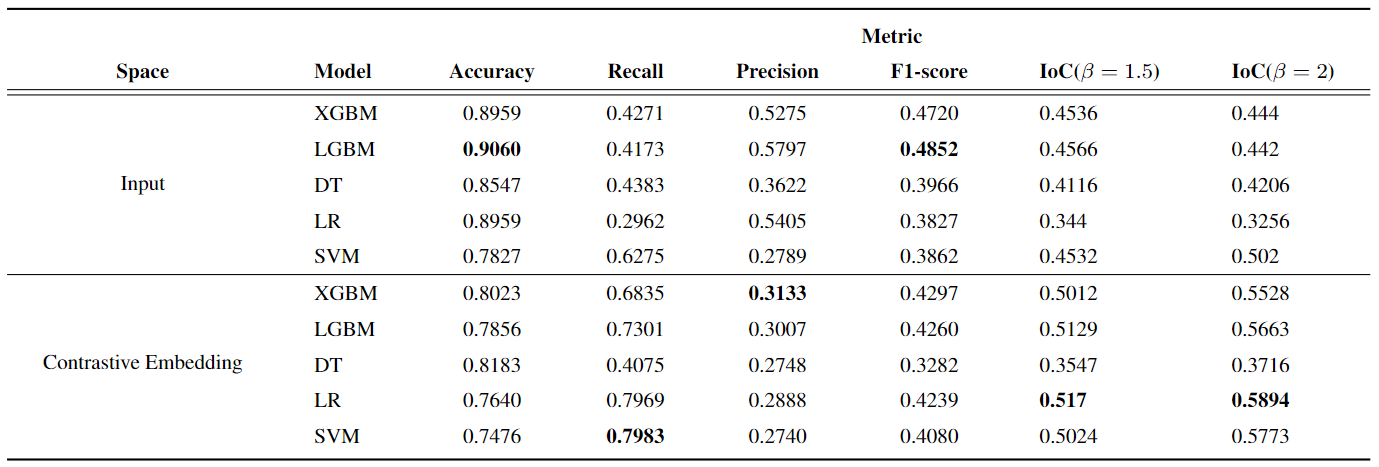 Metric
Space Model Accuracy Recall Precision F1-score IoC(β = 1.5) IoC(β = 2)
XGBM 0.8959 0.4271 0.5275 0.4720 0.4536 0.444
LGBM 0.9060 0.4173 0.5797 0.4852 0.4566 0.442
Input DT 0.8547 0.4383 0.3622 0.3966 0.4116 0.4206
LR 0.8959 0.2962 0.5405 0.3827 0.344 0.3256
SVM 0.7827 0.6275 0.2789 0.3862 0.4532 0.502
XGBM 0.8023 0.6835 0.3133 0.4297 0.5012 0.5528
LGBM 0.7856 0.7301 0.3007 0.4260 0.5129 0.5663
Contrastive Embedding DT 0.8183 0.4075 0.2748 0.3282 0.3547 0.3716
LR 0.7640 0.7969 0.2888 0.4239 0.517 0.5894
SVM 0.7476 0.7983 0.2740 0.4080 0.5024 0.5773